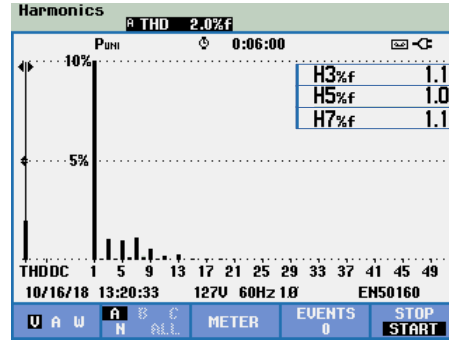 Harmonics
A THD 2.0%f
PUNI 0:06:00
10%
H3%f 1.1
H5%f 1.0
H7%f 1.1
5%
THDDC 1 5 9 13 17 21 25 29 33 37 41 45 49
10/16/18 13:20:33 127V 60Hz 1Ø EN50160
U A W A B C N ALL METER EVENTS 0 STOP START